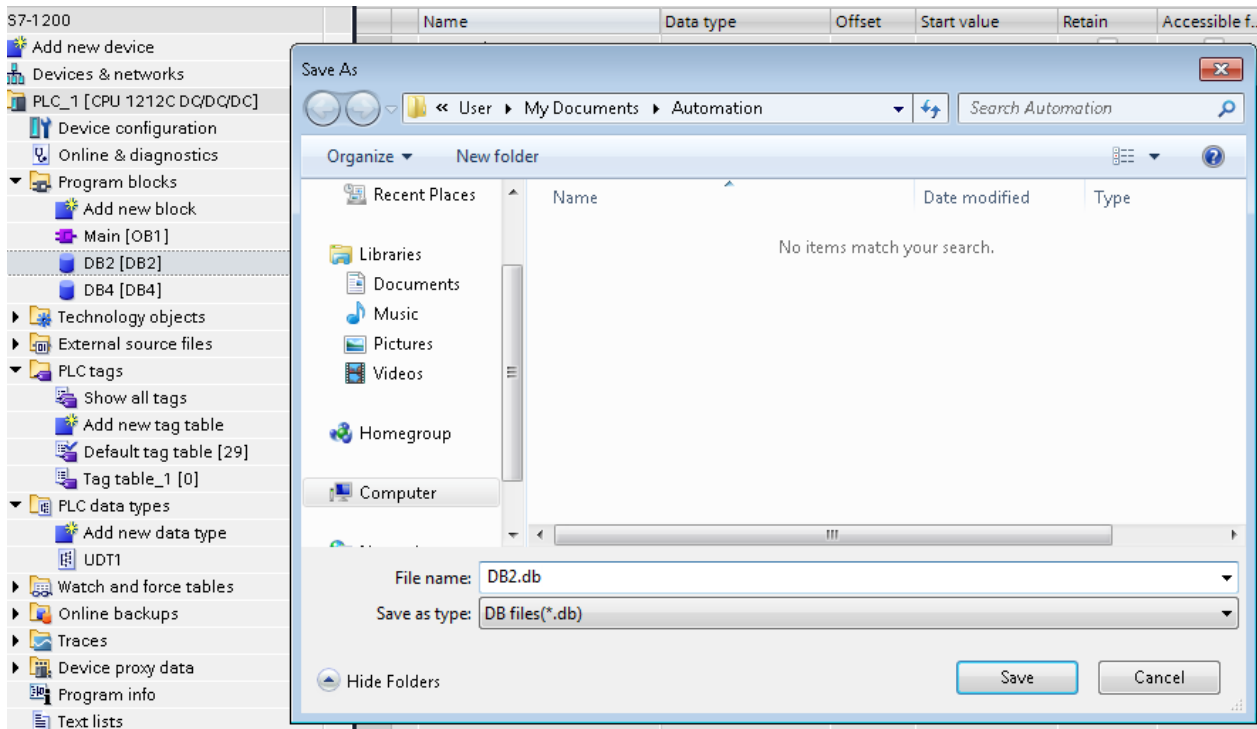 S7-1200
Add new device
Devices & networks
PLC_1 [CPU 1212C DC/DC/DC]
Device configuration
Online & diagnostics
Program blocks
Add new block
Main [OB1]
DB2 [DB2]
DB4 [DB4]
Technology objects
External source files
PLC tags
Show all tags
Add new tag table
Default tag table [29]
Tag table_1 [0]
PLC data types
Add new data type
UDT1
Watch and force tables
Online backups
Traces
Device proxy data
Program info
Text lists
Name Data type Offset Start value Retain Accessible f...
Save As
« User ▸ My Documents ▸ Automation
Search Automation
Organize New folder
Recent Places
Libraries
Documents
Music
Pictures
Videos
Homegroup
Computer
Name Date modified Type
No items match your search.
File name: DB2.db
Save as type: DB files(*.db)
Hide Folders
Save Cancel